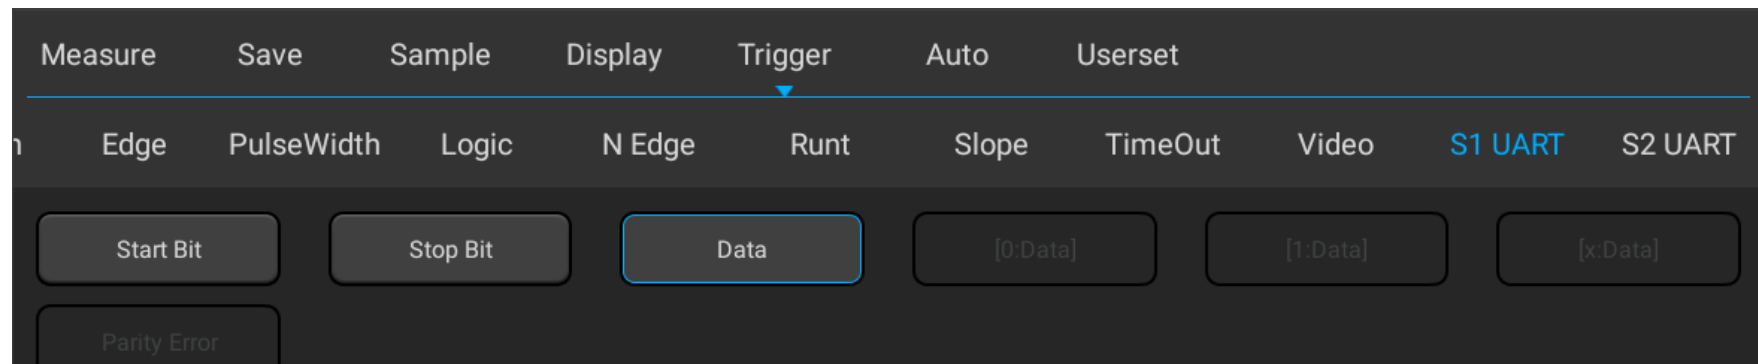 Measure Save Sample Display Trigger Auto Userset
n Edge PulseWidth Logic N Edge Runt Slope TimeOut Video S1 UART S2 UART
Start Bit Stop Bit Data [0:Data] [1:Data] [x:Data]
Parity Error